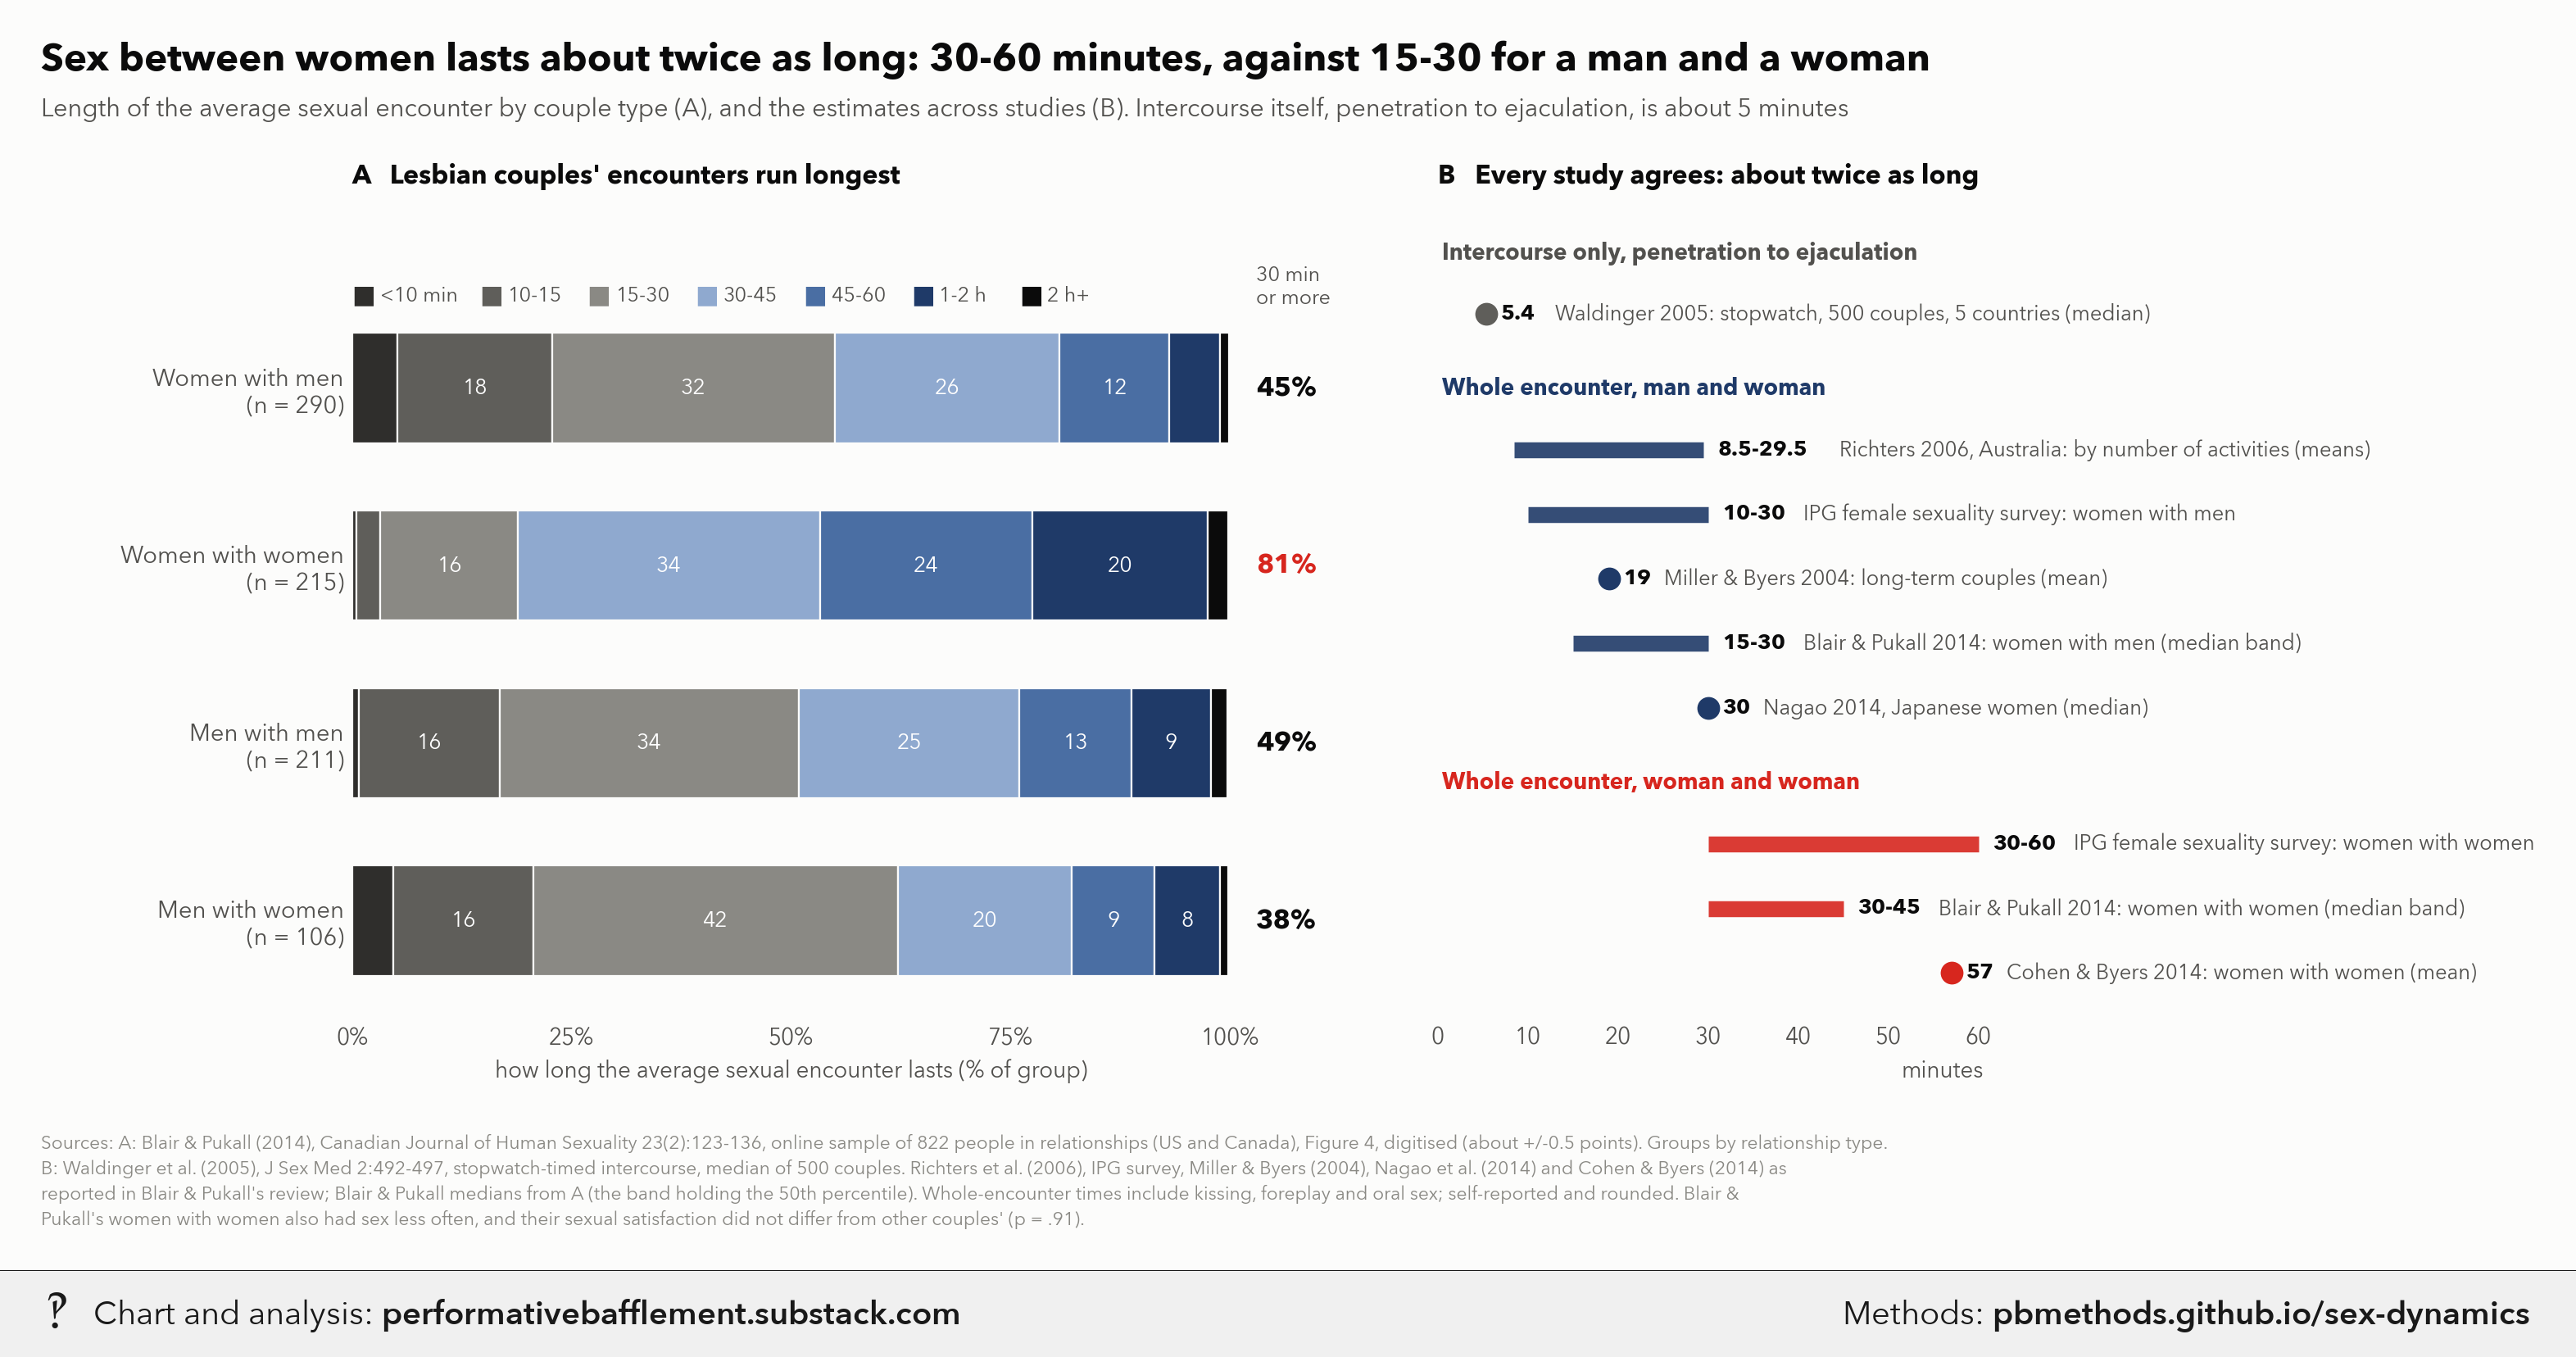 Sex between women lasts about twice as long: 30-60 minutes, against 15-30 for a man and a woman
Length of the average sexual encounter by couple type (A), and the estimates across studies (B). Intercourse itself, penetration to ejaculation, is about 5 minutes
A Lesbian couples' encounters run longest
<10 min 10-15 15-30 30-45 45-60 1-2 h 2 h+
30 min
or more
Women with men
(n = 290)
18 32 26 12
45%
Women with women
(n = 215)
16 34 24 20
81%
Men with men
(n = 211)
16 34 25 13 9
49%
Men with women
(n = 106)
16 42 20 9 8
38%
0% 25% 50% 75% 100%
how long the average sexual encounter lasts (% of group)
B Every study agrees: about twice as long
Intercourse only, penetration to ejaculation
5.4 Waldinger 2005: stopwatch, 500 couples, 5 countries (median)
Whole encounter, man and woman
8.5-29.5 Richters 2006, Australia: by number of activities (means)
10-30 IPG female sexuality survey: women with men
19 Miller & Byers 2004: long-term couples (mean)
15-30 Blair & Pukall 2014: women with men (median band)
30 Nagao 2014, Japanese women (median)
Whole encounter, woman and woman
30-60 IPG female sexuality survey: women with women
30-45 Blair & Pukall 2014: women with women (median band)
57 Cohen & Byers 2014: women with women (mean)
0 10 20 30 40 50 60
minutes
Sources: A: Blair & Pukall (2014), Canadian Journal of Human Sexuality 23(2):123-136, online sample of 822 people in relationships (US and Canada), Figure 4, digitised (about +/-0.5 points). Groups by relationship type.
B: Waldinger et al. (2005), J Sex Med 2:492-497, stopwatch-timed intercourse, median of 500 couples. Richters et al. (2006), IPG survey, Miller & Byers (2004), Nagao et al. (2014) and Cohen & Byers (2014) as
reported in Blair & Pukall's review; Blair & Pukall medians from A (the band holding the 50th percentile). Whole-encounter times include kissing, foreplay and oral sex; self-reported and rounded. Blair &
Pukall's women with women also had sex less often, and their sexual satisfaction did not differ from other couples' (p = .91).
‽ Chart and analysis: performativebafflement.substack.com
Methods: pbmethods.github.io/sex-dynamics